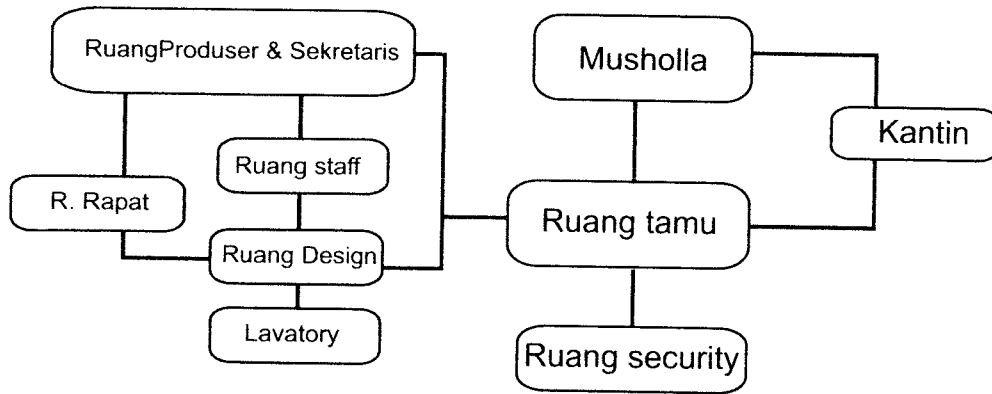 RuangProduser & Sekretaris
Musholla
Kantin
Ruang staff
R. Rapat
Ruang tamu
Ruang Design
Lavatory
Ruang security